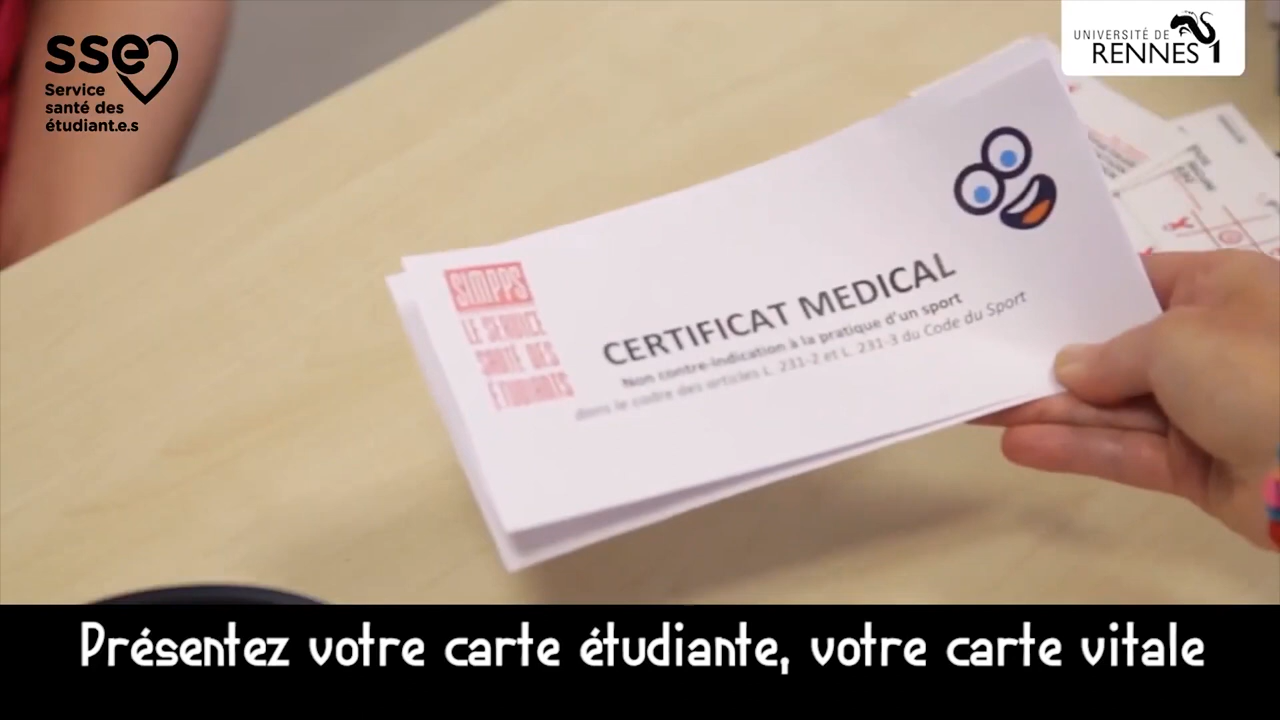 sse
Service
santé des
étudiant.e.s
UNIVERSITÉ DE
RENNES 1
SIMPPS
LE SERVICE
SANTÉ DES
ÉTUDIANTS
CERTIFICAT MEDICAL
Non contre-indication à la pratique d'un sport
dans le cadre des articles L. 231-2 et L. 231-3 du Code du Sport
Présentez votre carte étudiante, votre carte vitale